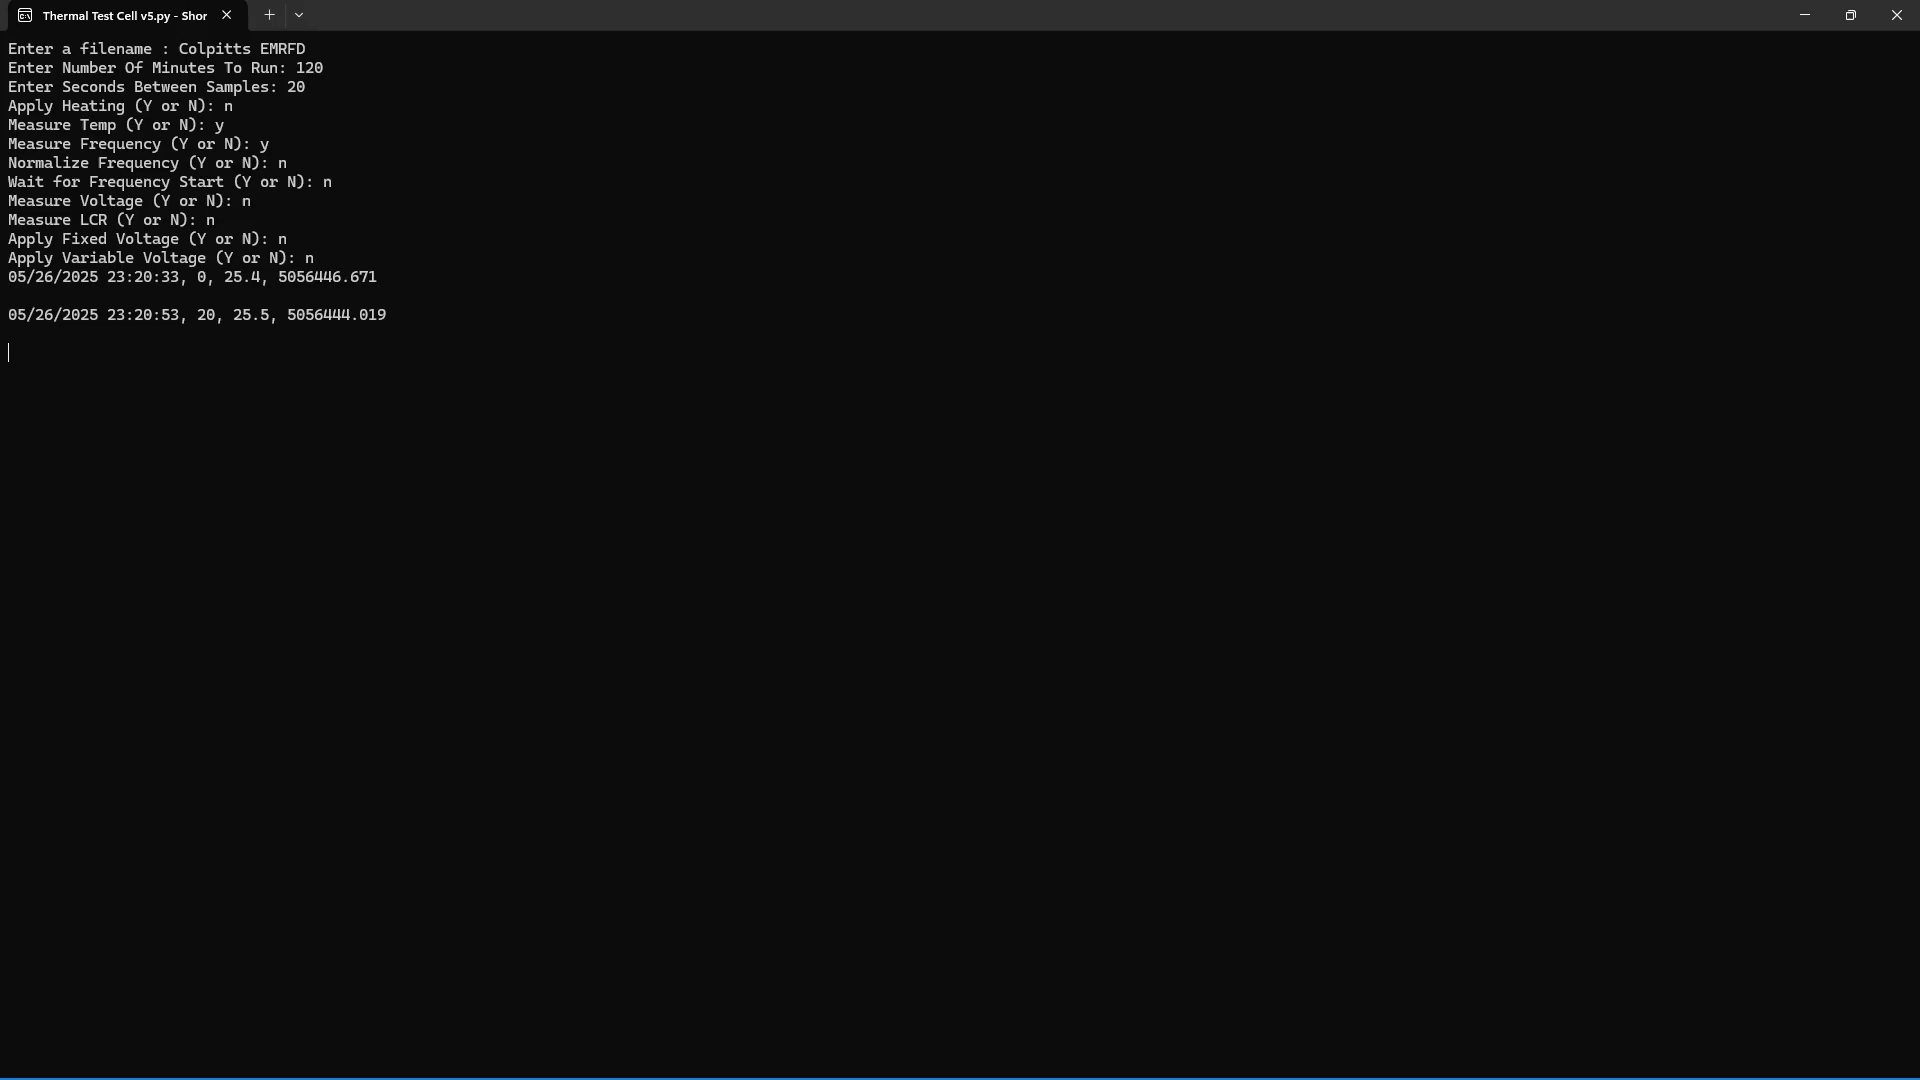 Thermal Test Cell v5.py - Shor
Enter a filename : Colpitts EMRFD
Enter Number Of Minutes To Run: 120
Enter Seconds Between Samples: 20
Apply Heating (Y or N): n
Measure Temp (Y or N): y
Measure Frequency (Y or N): y
Normalize Frequency (Y or N): n
Wait for Frequency Start (Y or N): n
Measure Voltage (Y or N): n
Measure LCR (Y or N): n
Apply Fixed Voltage (Y or N): n
Apply Variable Voltage (Y or N): n
05/26/2025 23:20:33, 0, 25.4, 5056446.671
05/26/2025 23:20:53, 20, 25.5, 5056444.019